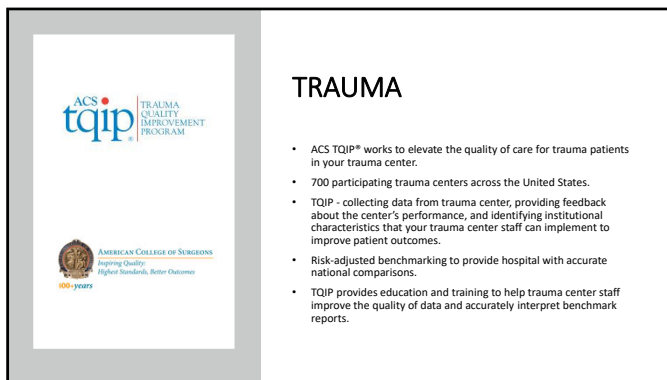 ACS
tqip®
TRAUMA
QUALITY
IMPROVEMENT
PROGRAM
AMERICAN COLLEGE OF SURGEONS
Inspiring Quality:
Highest Standards, Better Outcomes
100+years
TRAUMA
• ACS TQIP® works to elevate the quality of care for trauma patients
in your trauma center.
• 700 participating trauma centers across the United States.
• TQIP - collecting data from trauma center, providing feedback
about the center's performance, and identifying institutional
characteristics that your trauma center staff can implement to
improve patient outcomes.
• Risk-adjusted benchmarking to provide hospital with accurate
national comparisons.
• TQIP provides education and training to help trauma center staff
improve the quality of data and accurately interpret benchmark
reports.